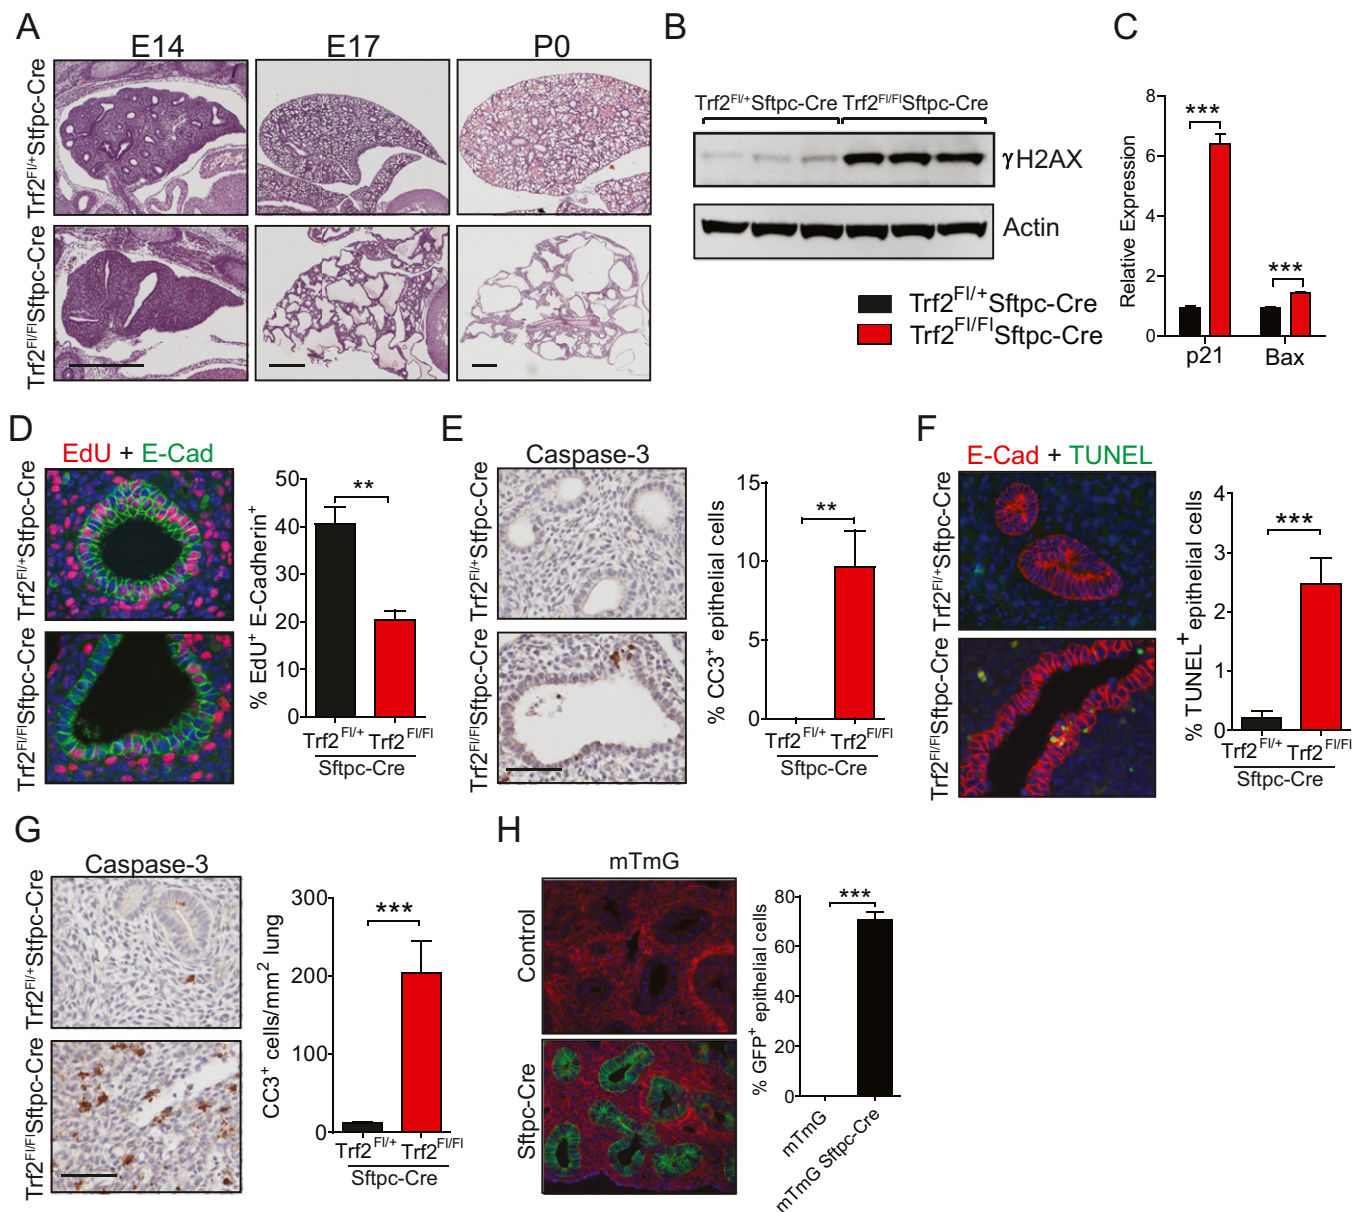 A
E14 E17 P0
Trf2Fl/+Stfpc-Cre
Trf2Fl/FlSftpc-Cre
B
Trf2Fl/+Sftpc-Cre Trf2Fl/FlSftpc-Cre
γH2AX
Actin
Trf2Fl/+Sftpc-Cre
Trf2Fl/FlSftpc-Cre
C
Relative Expression
8
6
4
2
0
***
***
p21 Bax
D
EdU + E-Cad
Trf2Fl/+Stfpc-Cre
Trf2Fl/FlSftpc-Cre
% EdU+ E-Cadherin+
50
40
30
20
10
0
**
Trf2Fl/+ Trf2Fl/Fl
Sftpc-Cre
E
Caspase-3
Trf2Fl/+Stfpc-Cre
Trf2Fl/FlSftpc-Cre
% CC3+ epithelial cells
15
10
5
0
**
Trf2Fl/+ Trf2Fl/Fl
Sftpc-Cre
F
E-Cad + TUNEL
Trf2Fl/+Sftpc-Cre
Trf2Fl/FlSftpc-Cre
% TUNEL+ epithelial cells
4
3
2
1
0
***
Trf2Fl/+ Trf2Fl/Fl
Sftpc-Cre
G
Caspase-3
Trf2Fl/+Stfpc-Cre
Trf2Fl/FlSftpc-Cre
CC3+ cells/mm2 lung
300
200
100
0
***
Trf2Fl/+ Trf2Fl/Fl
Sftpc-Cre
H
mTmG
Control
Sftpc-Cre
% GFP+ epithelial cells
80
60
40
20
0
***
mTmG
mTmG Sftpc-Cre